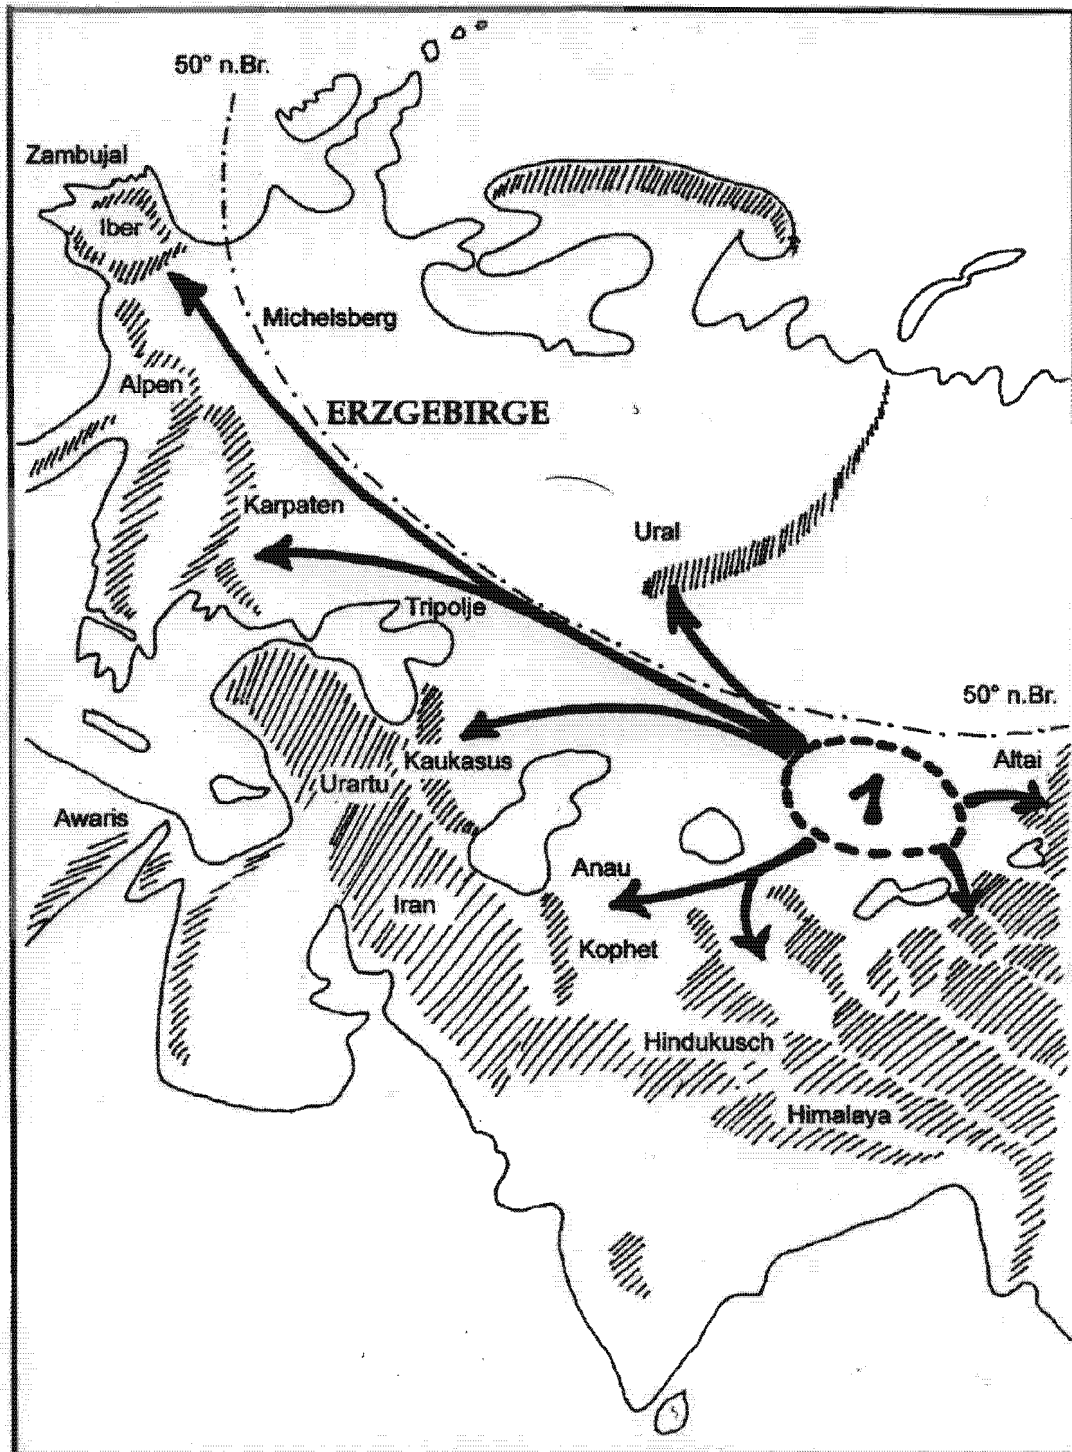 50° n.Br.
Zambujal
Iber
Michelsberg
Alpen
ERZGEBIRGE
Karpaten
Ural
Tripolje
50° n.Br.
Kaukasus
Altai
Urartu
1
Awaris
Anau
Iran
Kophet
Hindukusch
Himalaya